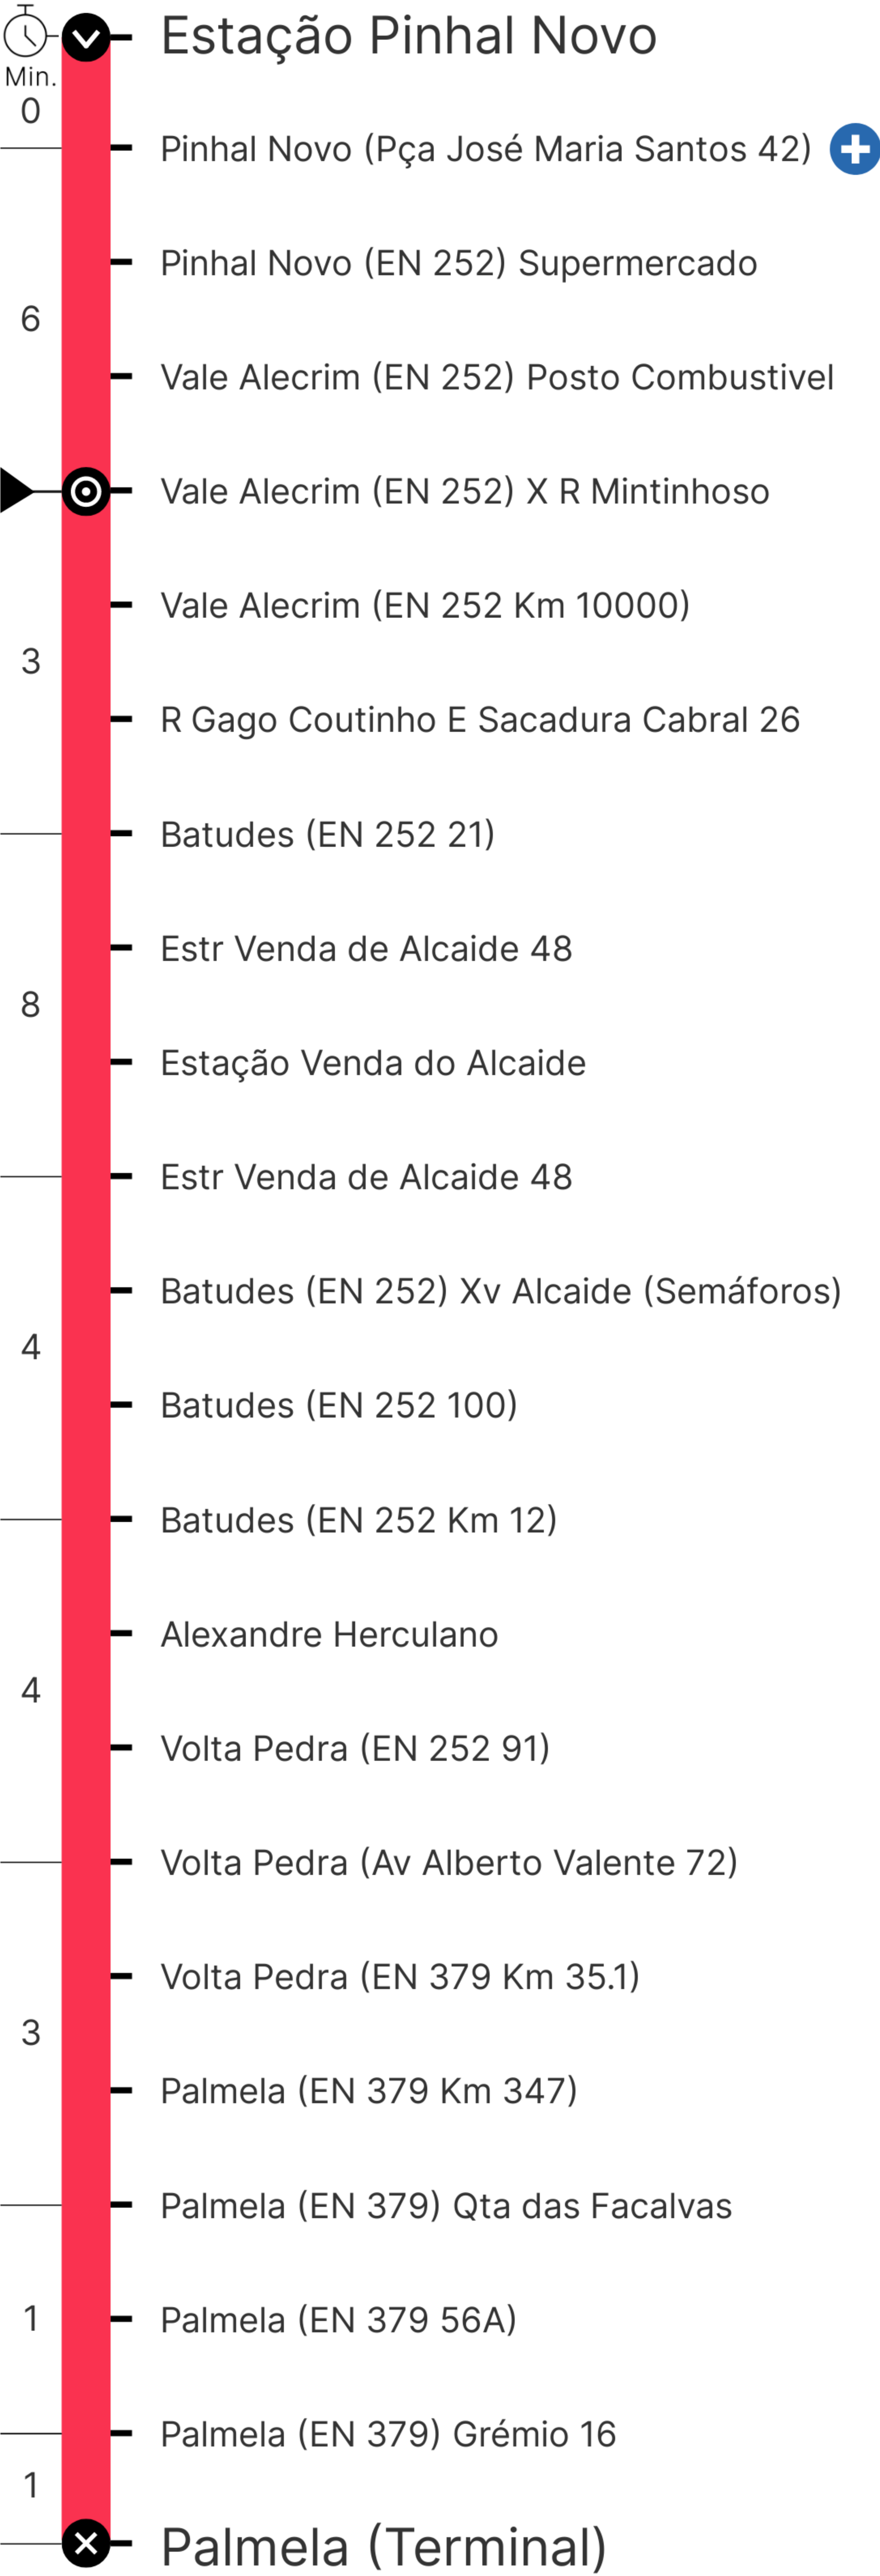 Estação Pinhal Novo
Min.
0
Pinhal Novo (Pça José Maria Santos 42)
Pinhal Novo (EN 252) Supermercado
6
Vale Alecrim (EN 252) Posto Combustivel
Vale Alecrim (EN 252) X R Mintinhoso
Vale Alecrim (EN 252 Km 10000)
3
R Gago Coutinho E Sacadura Cabral 26
Batudes (EN 252 21)
Estr Venda de Alcaide 48
8
Estação Venda do Alcaide
Estr Venda de Alcaide 48
Batudes (EN 252) Xv Alcaide (Semáforos)
4
Batudes (EN 252 100)
Batudes (EN 252 Km 12)
Alexandre Herculano
4
Volta Pedra (EN 252 91)
Volta Pedra (Av Alberto Valente 72)
Volta Pedra (EN 379 Km 35.1)
3
Palmela (EN 379 Km 347)
Palmela (EN 379) Qta das Facalvas
1
Palmela (EN 379 56A)
Palmela (EN 379) Grémio 16
1
Palmela (Terminal)